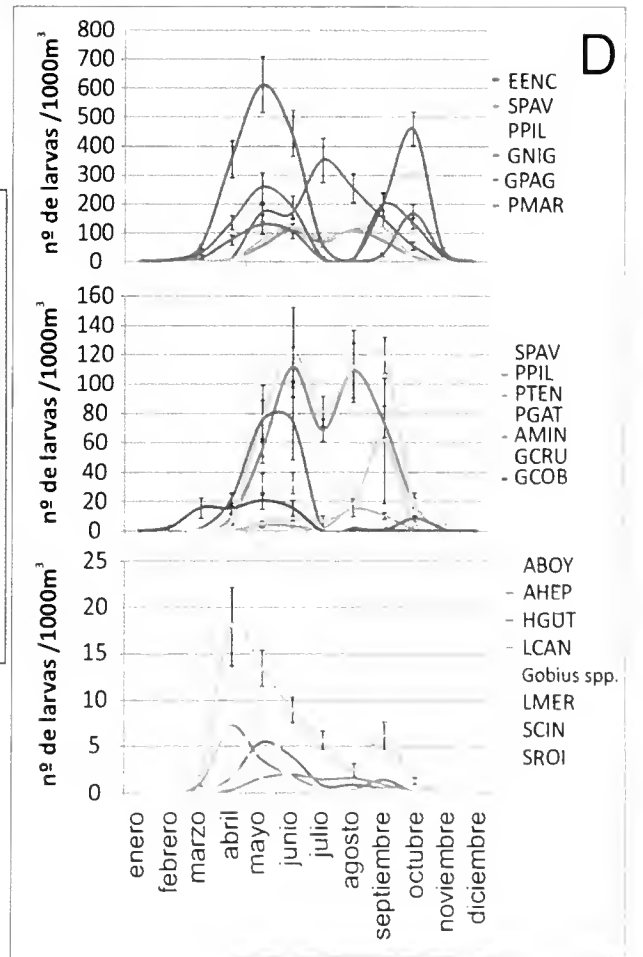 D
nº de larvas /1000m³
800
700
600
500
400
300
200
100
0
EENC
SPAV
PPIL
GNIG
GPAG
PMAR
nº de larvas /1000m³
160
140
120
100
80
60
40
20
0
SPAV
PPIL
PTEN
PGAT
AMIN
GCRU
GCOB
nº de larvas /1000m³
25
20
15
10
5
0
ABOY
AHEP
HGUT
LCAN
Gobius spp.
LMER
SCIN
SROI
enero
febrero
marzo
abril
mayo
junio
julio
agosto
septiembre
octubre
noviembre
diciembre